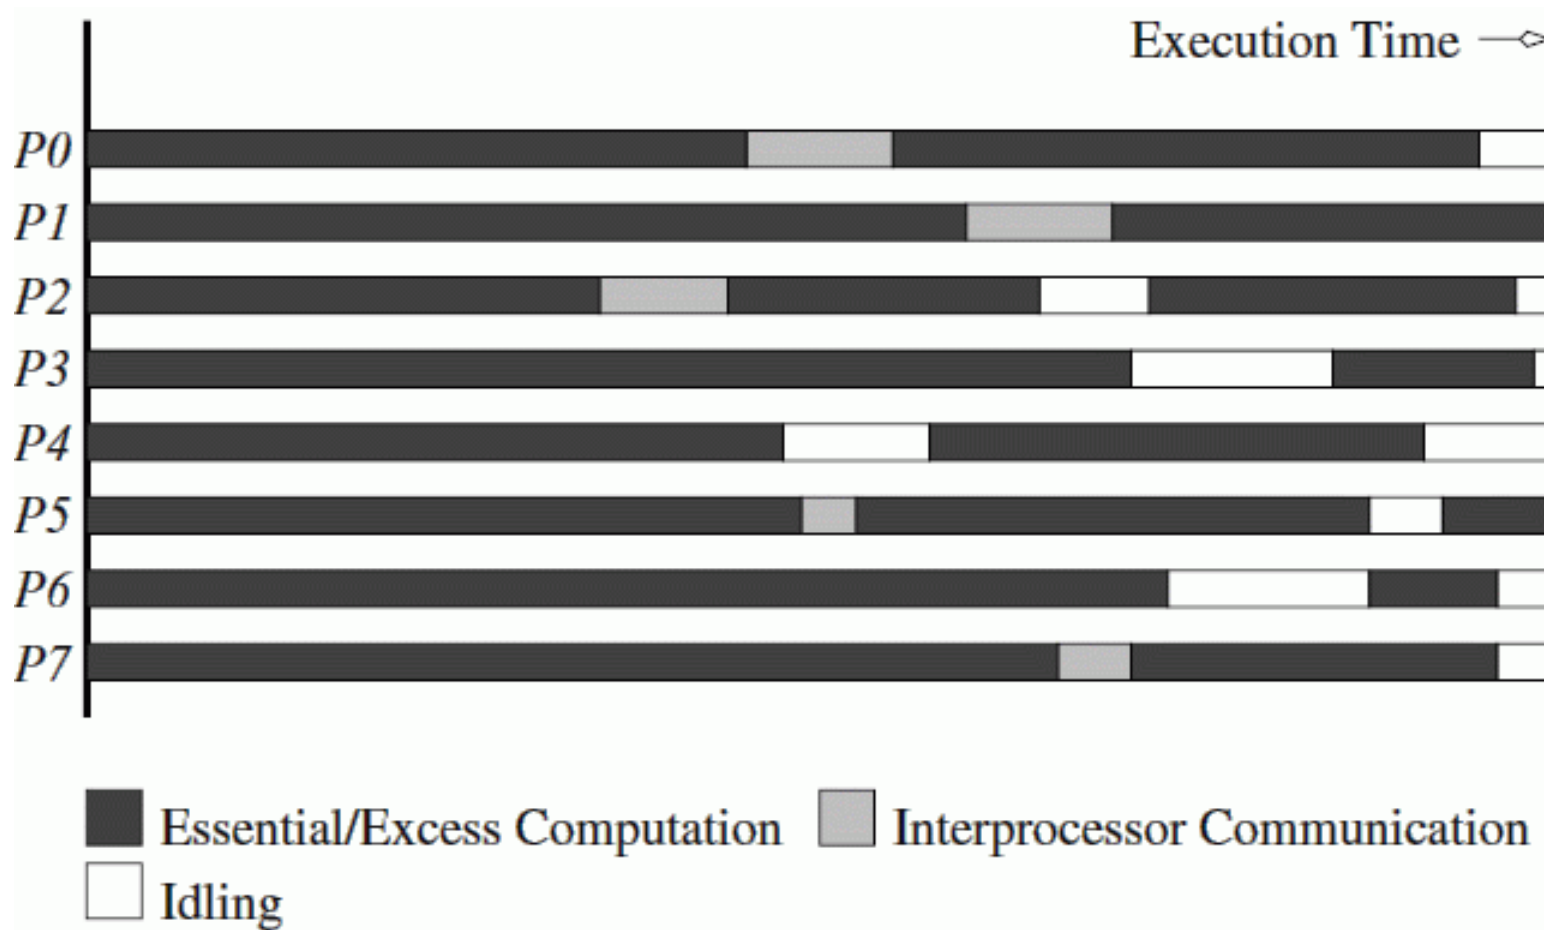 Execution Time
P0
P1
P2
P3
P4
P5
P6
P7
Essential/Excess Computation
Interprocessor Communication
Idling